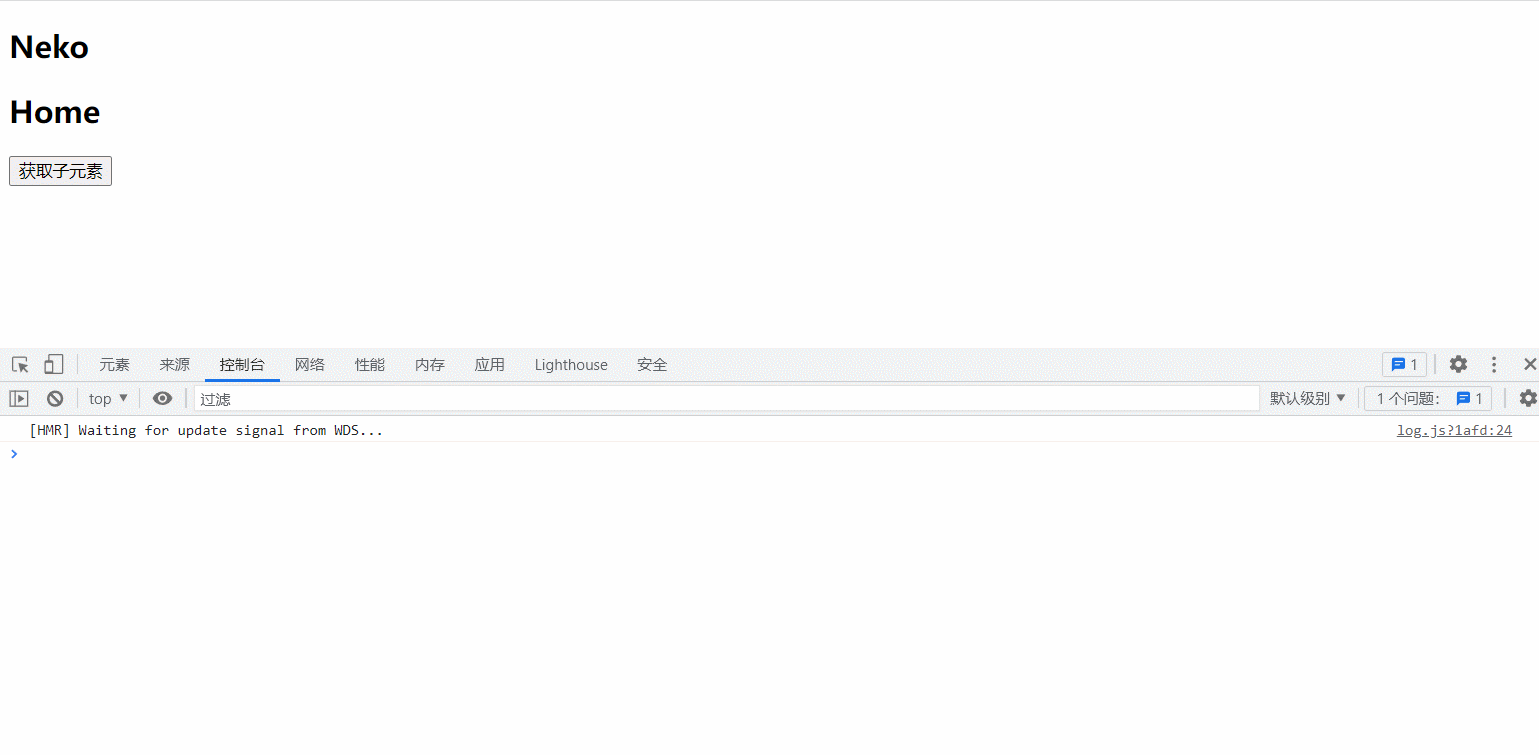 Neko
Home
获取子元素
元素 来源 控制台 网络 性能 内存 应用 Lighthouse 安全 1
top 过滤 默认级别 1 个问题: 1
[HMR] Waiting for update signal from WDS... log.js?1afd:24